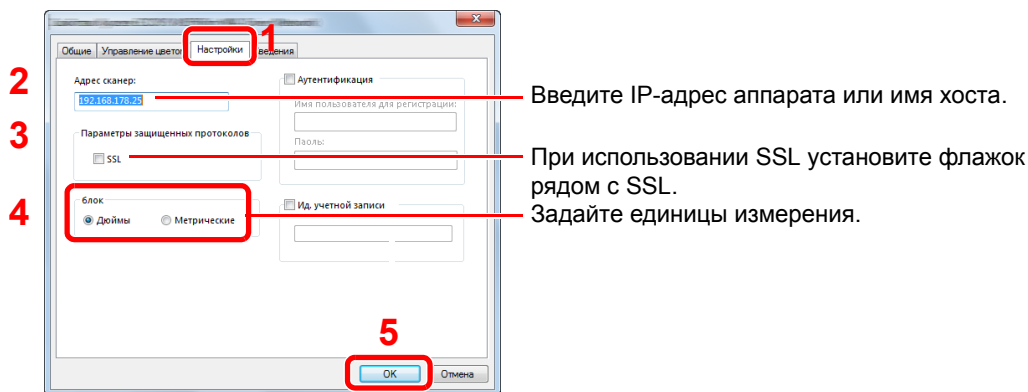 1
Общие Управление цветом Настройки ведения
2
Адрес сканер:
192.168.178.25
Введите IP-адрес аппарата или имя хоста.
Аутентификация
Имя пользователя для регистрации:
Паоль:
3
Параметры защищенных протоколов
SSL
При использовании SSL установите флажок
рядом с SSL.
4
блок
Дюймы Метрические
Задайте единицы измерения.
Ид. учетной записи
5
OK Отмена